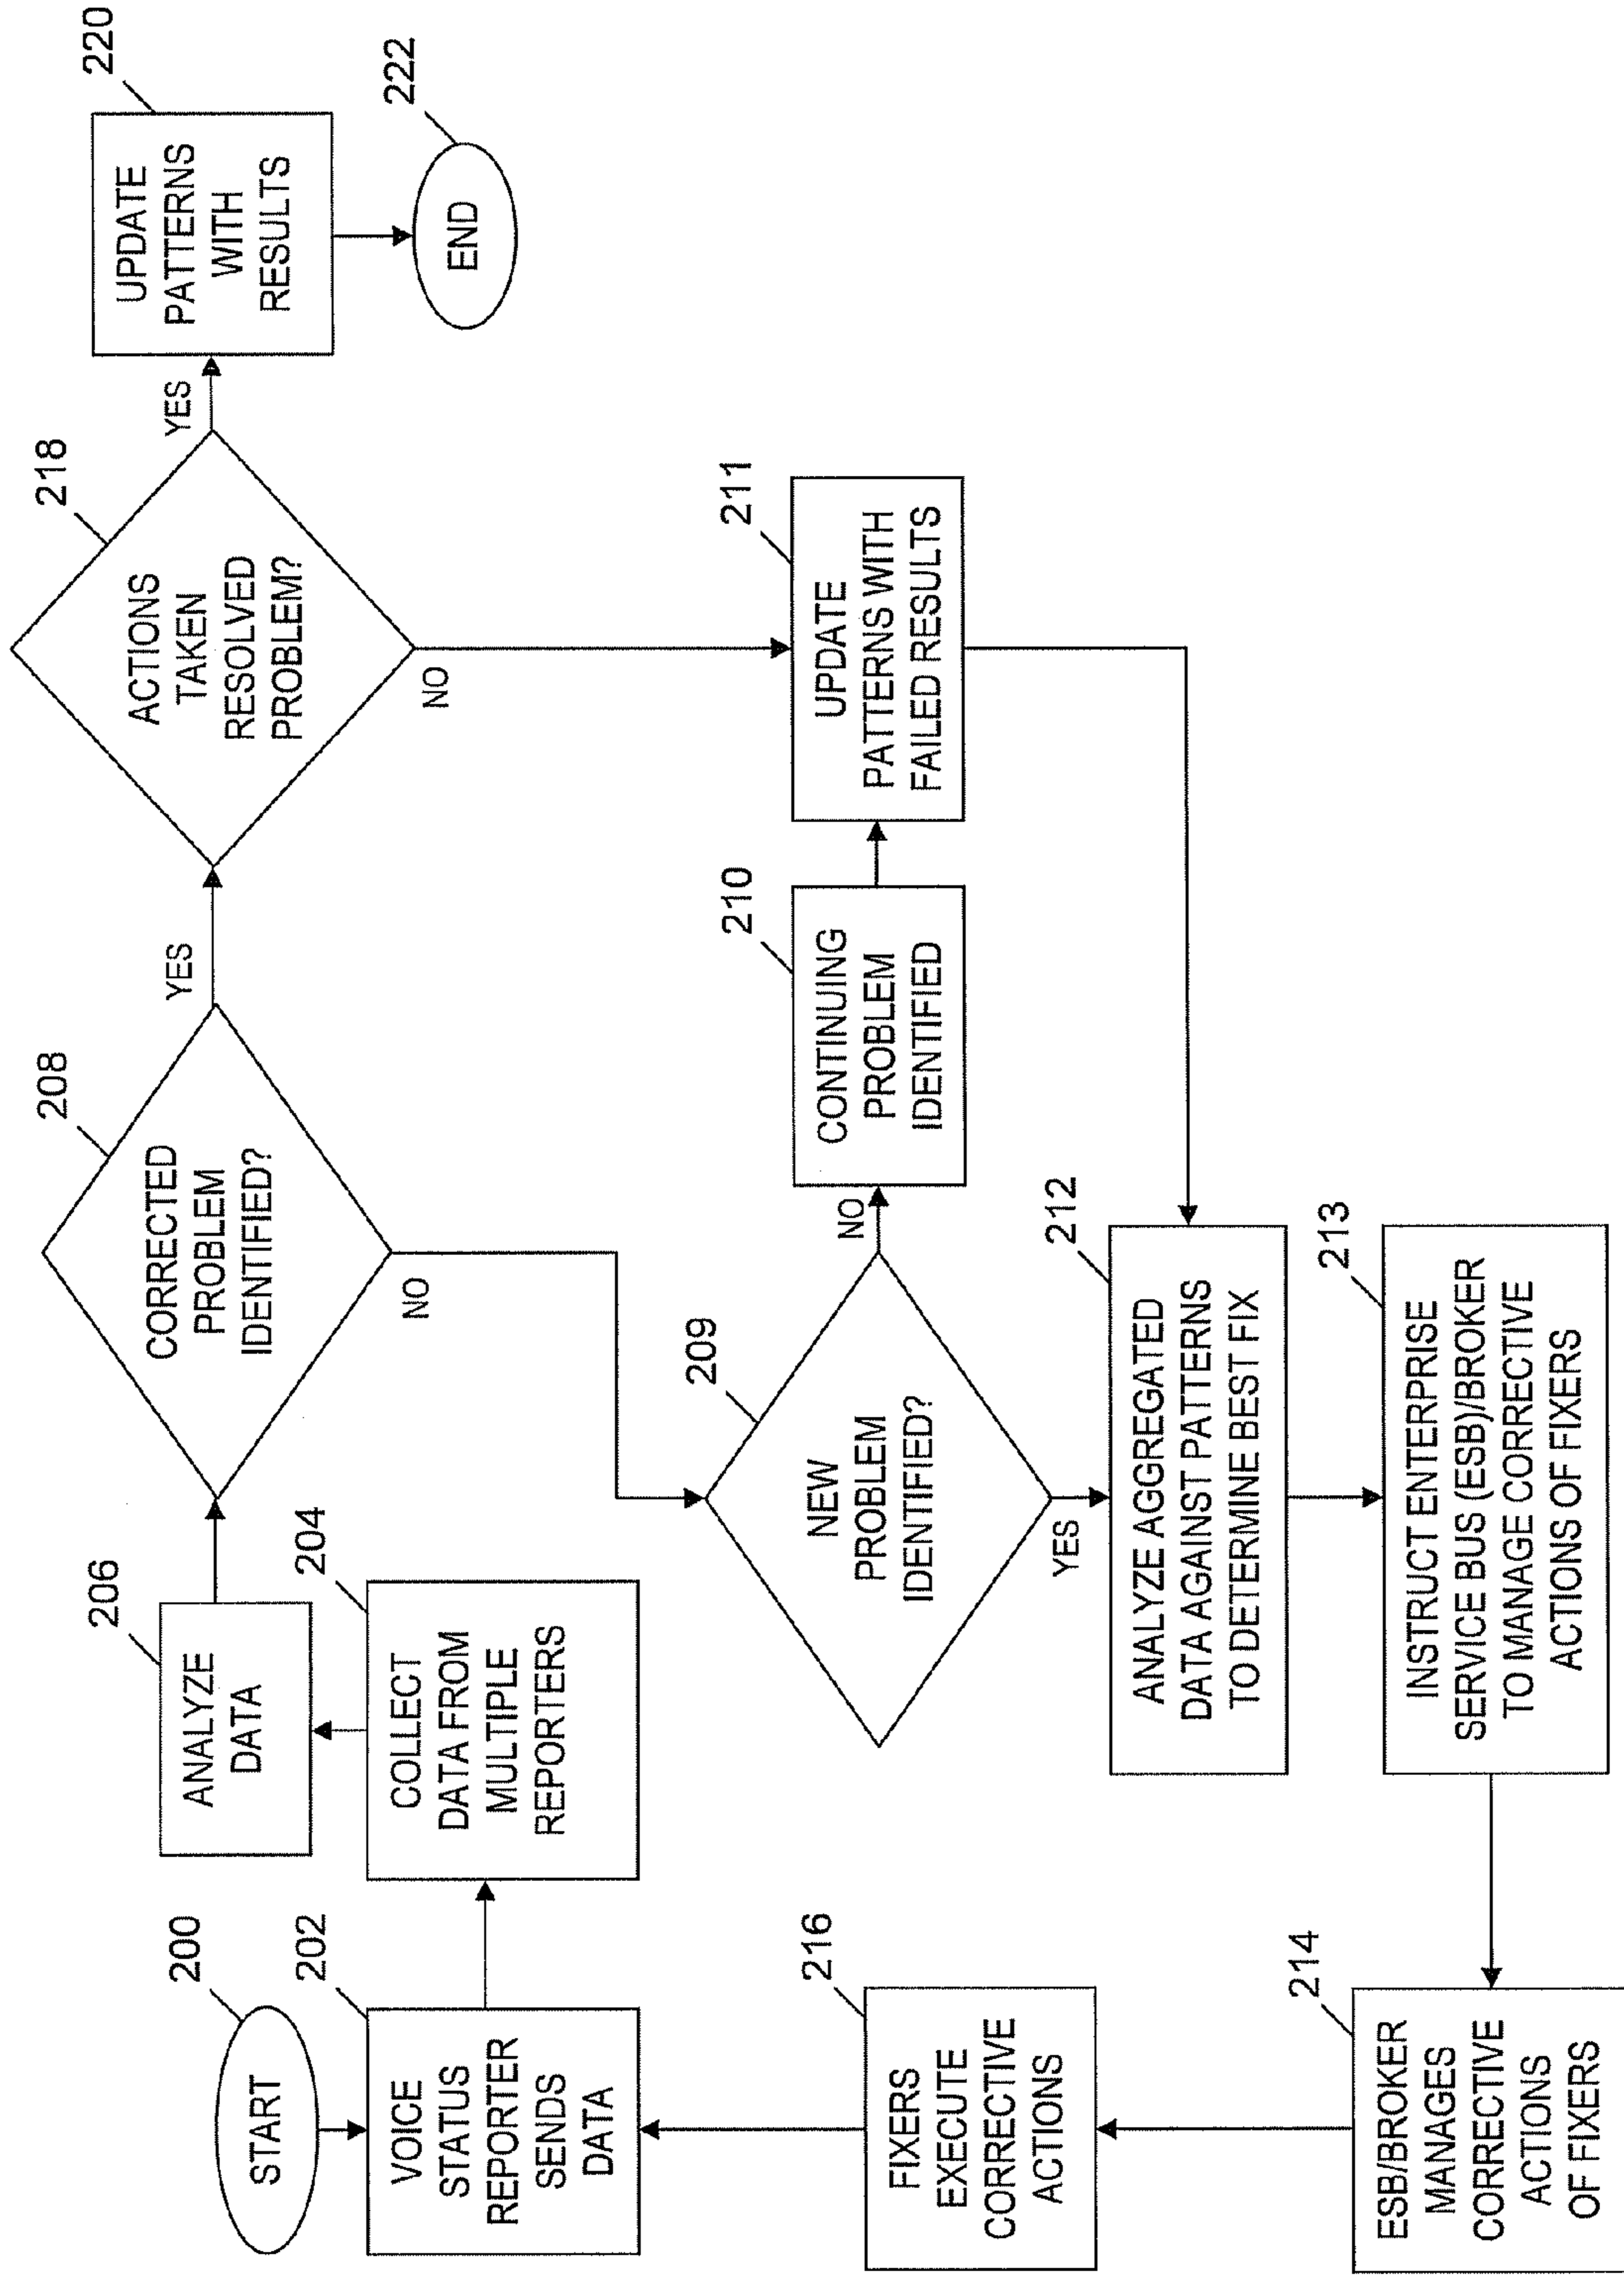 200
START
202
VOICE
STATUS
REPORTER
SENDS
DATA
204
COLLECT
DATA FROM
MULTIPLE
REPORTERS
206
ANALYZE
DATA
208
CORRECTED
PROBLEM
IDENTIFIED?
YES
NO
218
ACTIONS
TAKEN
RESOLVED
PROBLEM?
YES
NO
220
UPDATE
PATTERNS
WITH
RESULTS
222
END
209
NEW
PROBLEM
IDENTIFIED?
NO
YES
210
CONTINUING
PROBLEM
IDENTIFIED
211
UPDATE
PATTERNS WITH
FAILED RESULTS
212
ANALYZE AGGREGATED
DATA AGAINST PATTERNS
TO DETERMINE BEST FIX
213
INSTRUCT ENTERPRISE
SERVICE BUS (ESB)/BROKER
TO MANAGE CORRECTIVE
ACTIONS OF FIXERS
214
ESB/BROKER
MANAGES
CORRECTIVE
ACTIONS
OF FIXERS
216
FIXERS
EXECUTE
CORRECTIVE
ACTIONS